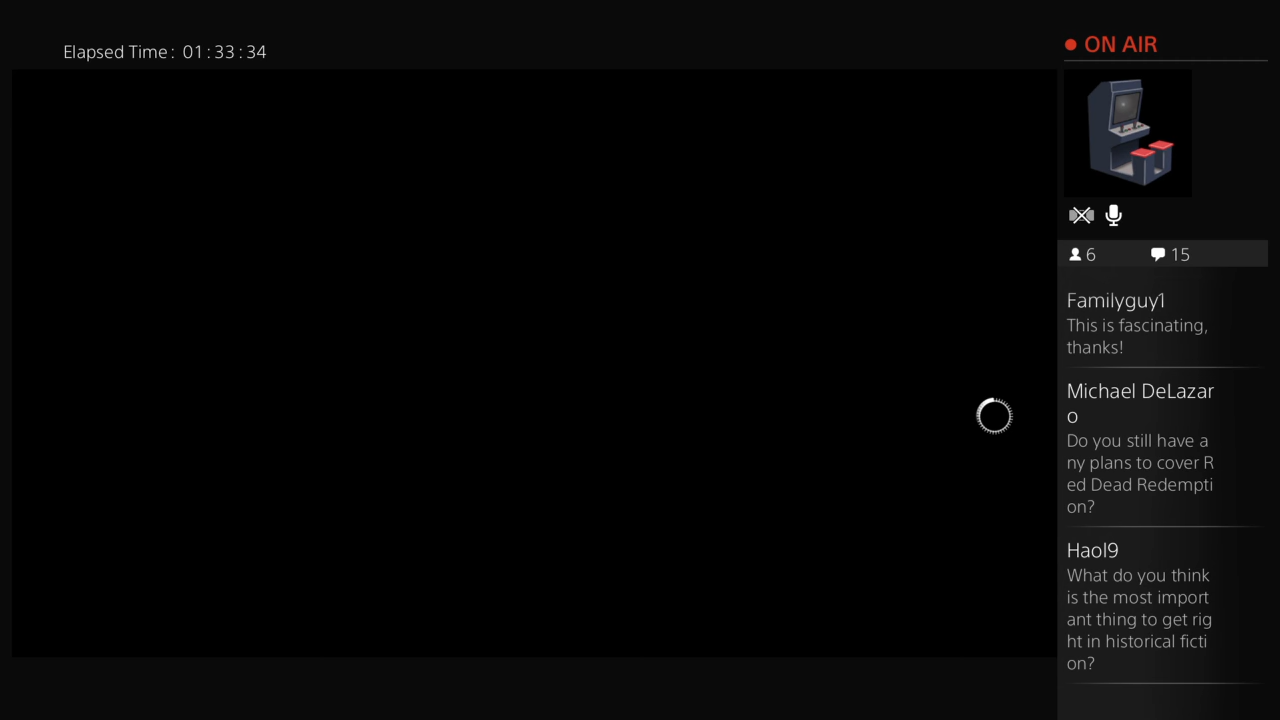 Elapsed Time: 01:33:34
ON AIR
6 15
Familyguy1
This is fascinating,
thanks!
Michael DeLazar
o
Do you still have a
ny plans to cover R
ed Dead Redempti
on?
Haol9
What do you think
is the most import
ant thing to get rig
ht in historical ficti
on?